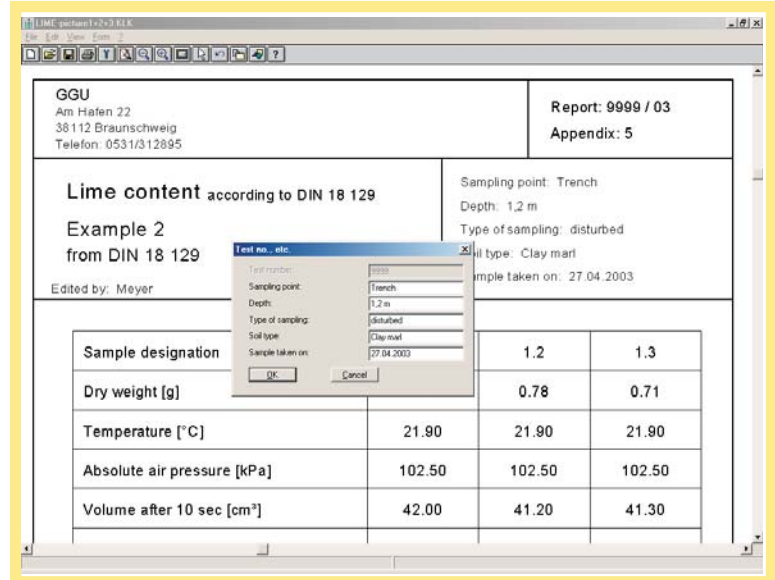 LIME-picture1+2+3.KLK
File Edit View Form ?
GGU
Am Hafen 22
38112 Braunschweig
Telefon: 0531/312895
Report: 9999 / 03
Appendix: 5
Lime content according to DIN 18 129
Example 2
from DIN 18 129
Edited by: Meyer
Sampling point: Trench
Depth: 1,2 m
Type of sampling: disturbed
il type: Clay marl
mple taken on: 27.04.2003
Test no., etc.
Test number: 9999
Sampling point: Trench
Depth: 1,2 m
Type of sampling: disturbed
Soil type: Clay marl
Sample taken on: 27.04.2003
OK Cancel
Sample designation 1.2 1.3
Dry weight [g] 0.78 0.71
Temperature [°C] 21.90 21.90 21.90
Absolute air pressure [kPa] 102.50 102.50 102.50
Volume after 10 sec [cm³] 42.00 41.20 41.30